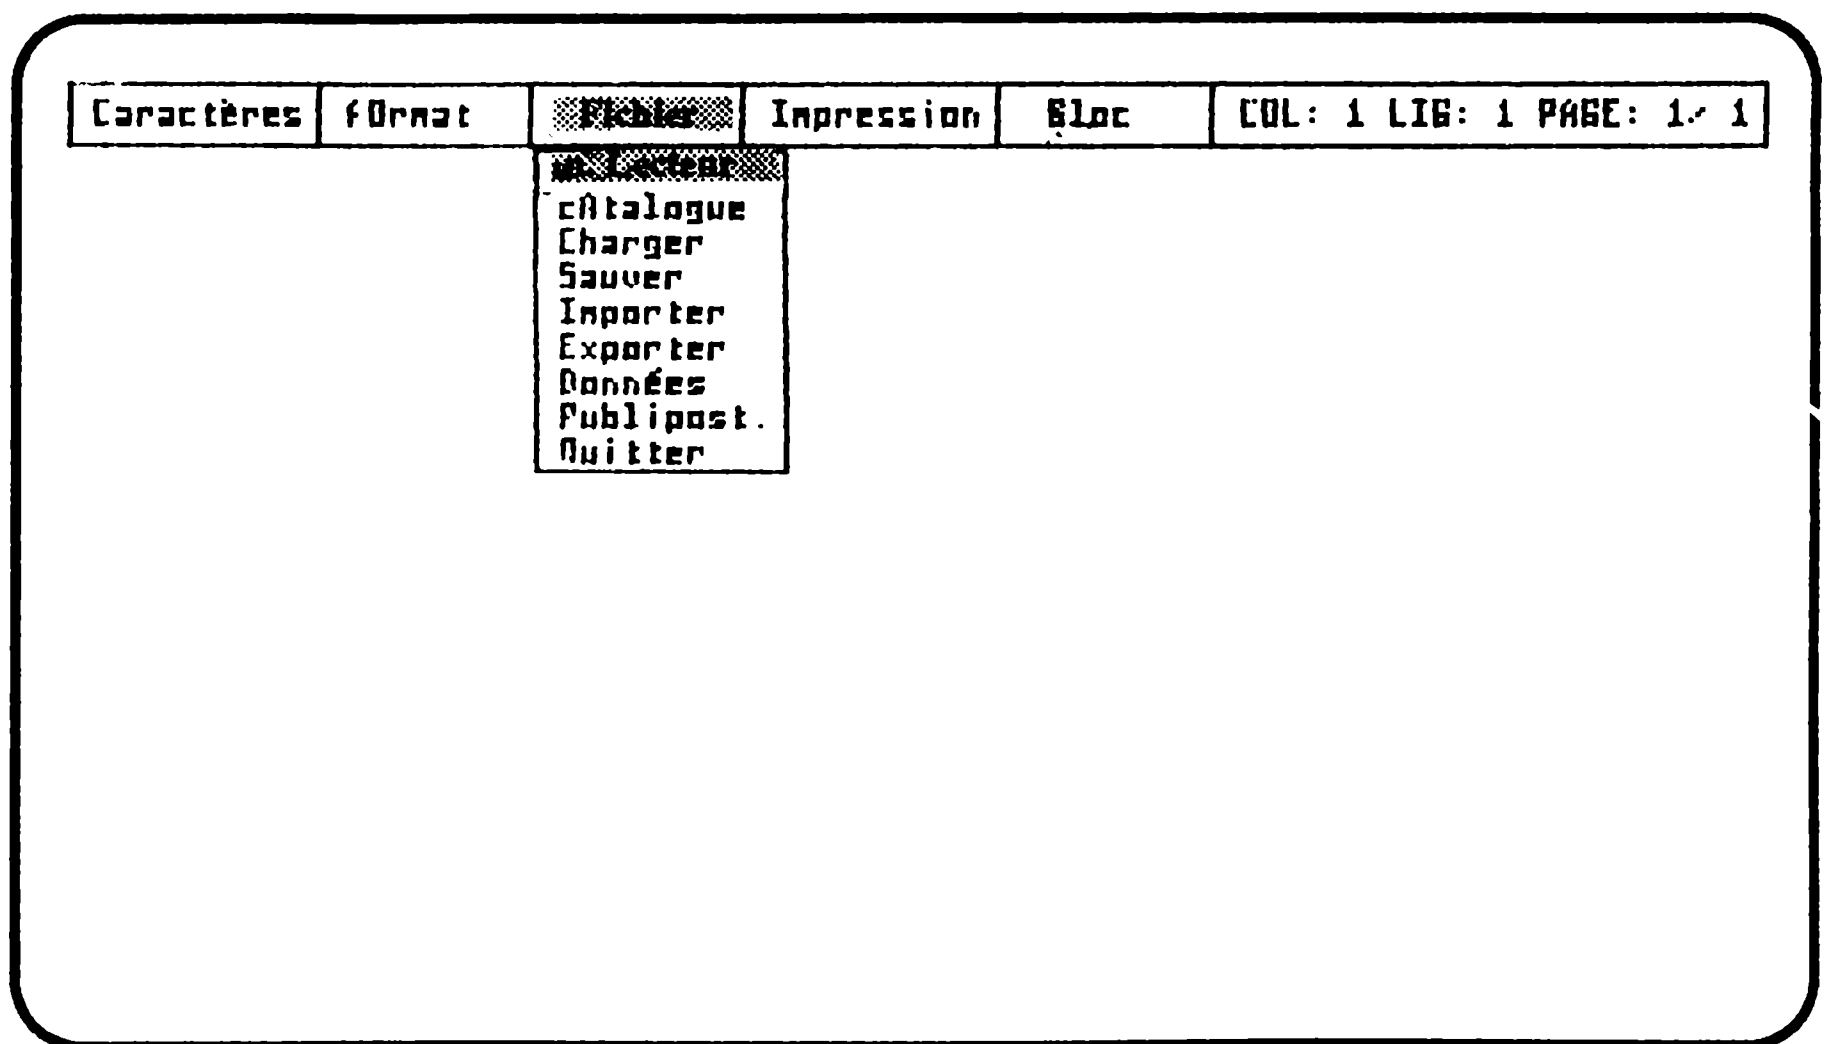 Caractères fOrmat FIchier Impression Bloc COL: 1 LIG: 1 PAGE: 1/ 1
Lecteur
cAtalogue
Charger
Sauver
Importer
Exporter
Données
Publipost.
Quitter